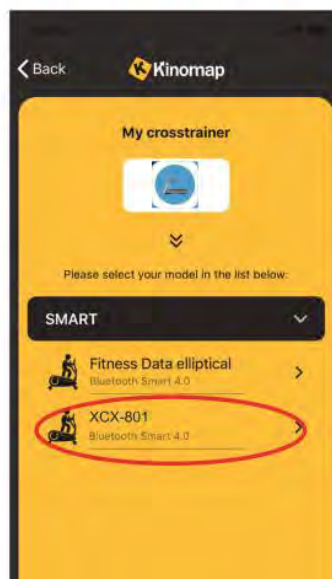 Back
Kinomap
My crosstrainer
Please select your model in the list below:
SMART
Fitness Data elliptical
Bluetooth Smart 4.0
XCX-801
Bluetooth Smart 4.0